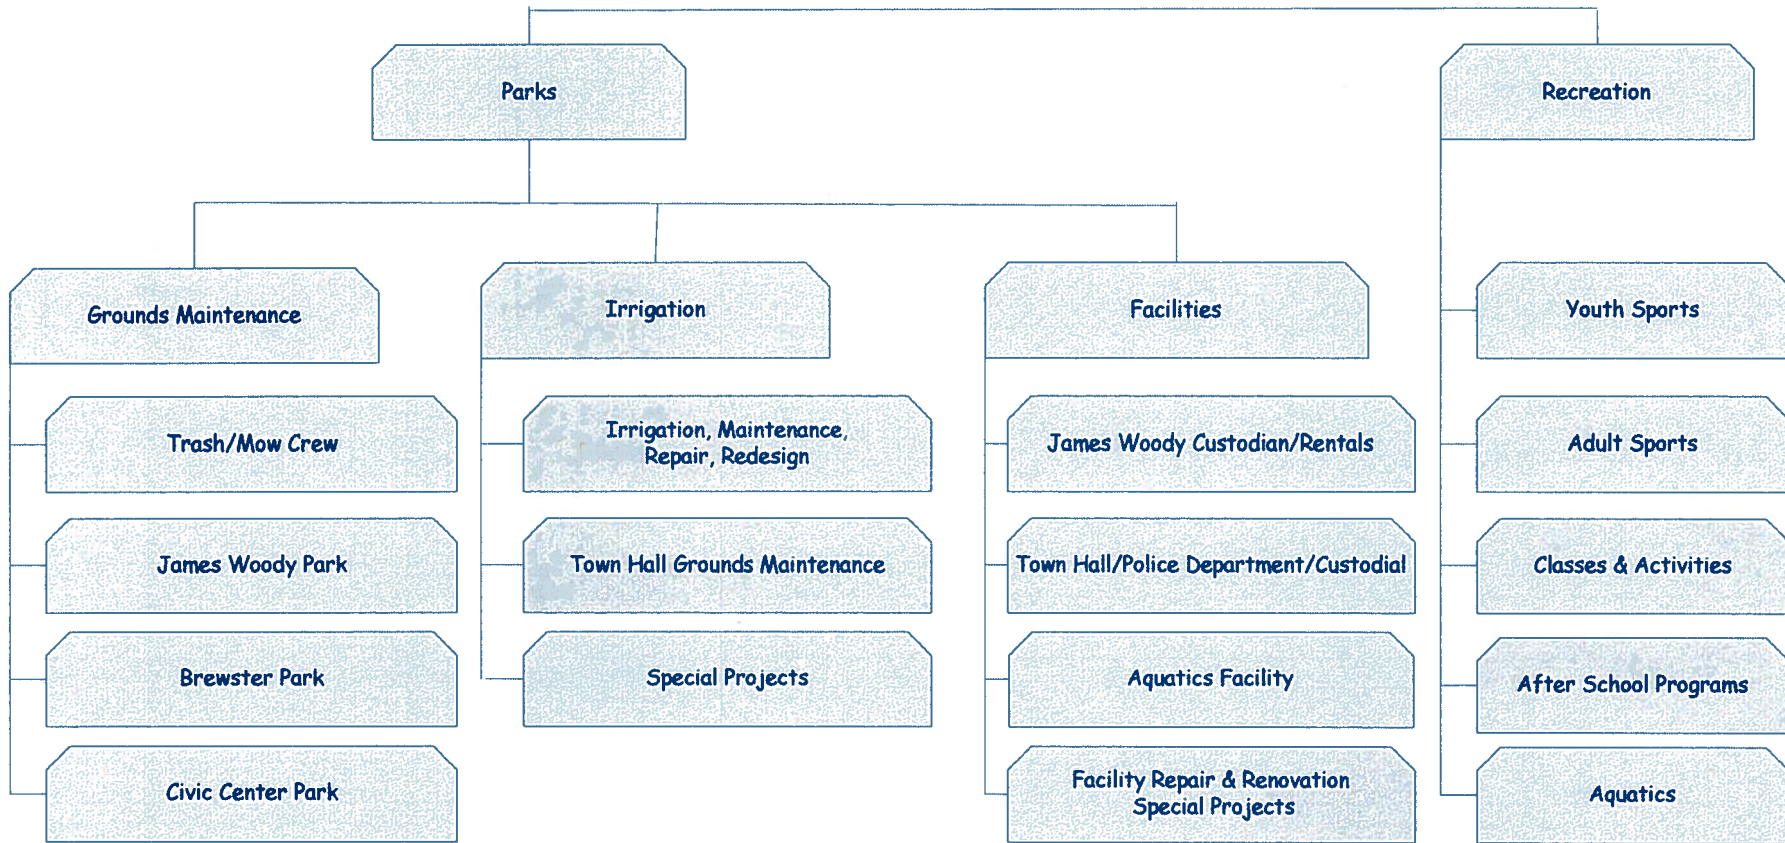 Parks
Recreation
Grounds Maintenance
Irrigation
Facilities
Youth Sports
Trash/Mow Crew
Irrigation, Maintenance,
Repair, Redesign
James Woody Custodian/Rentals
Adult Sports
James Woody Park
Town Hall Grounds Maintenance
Town Hall/Police Department/Custodial
Classes & Activities
Brewster Park
Special Projects
Aquatics Facility
After School Programs
Civic Center Park
Facility Repair & Renovation
Special Projects
Aquatics